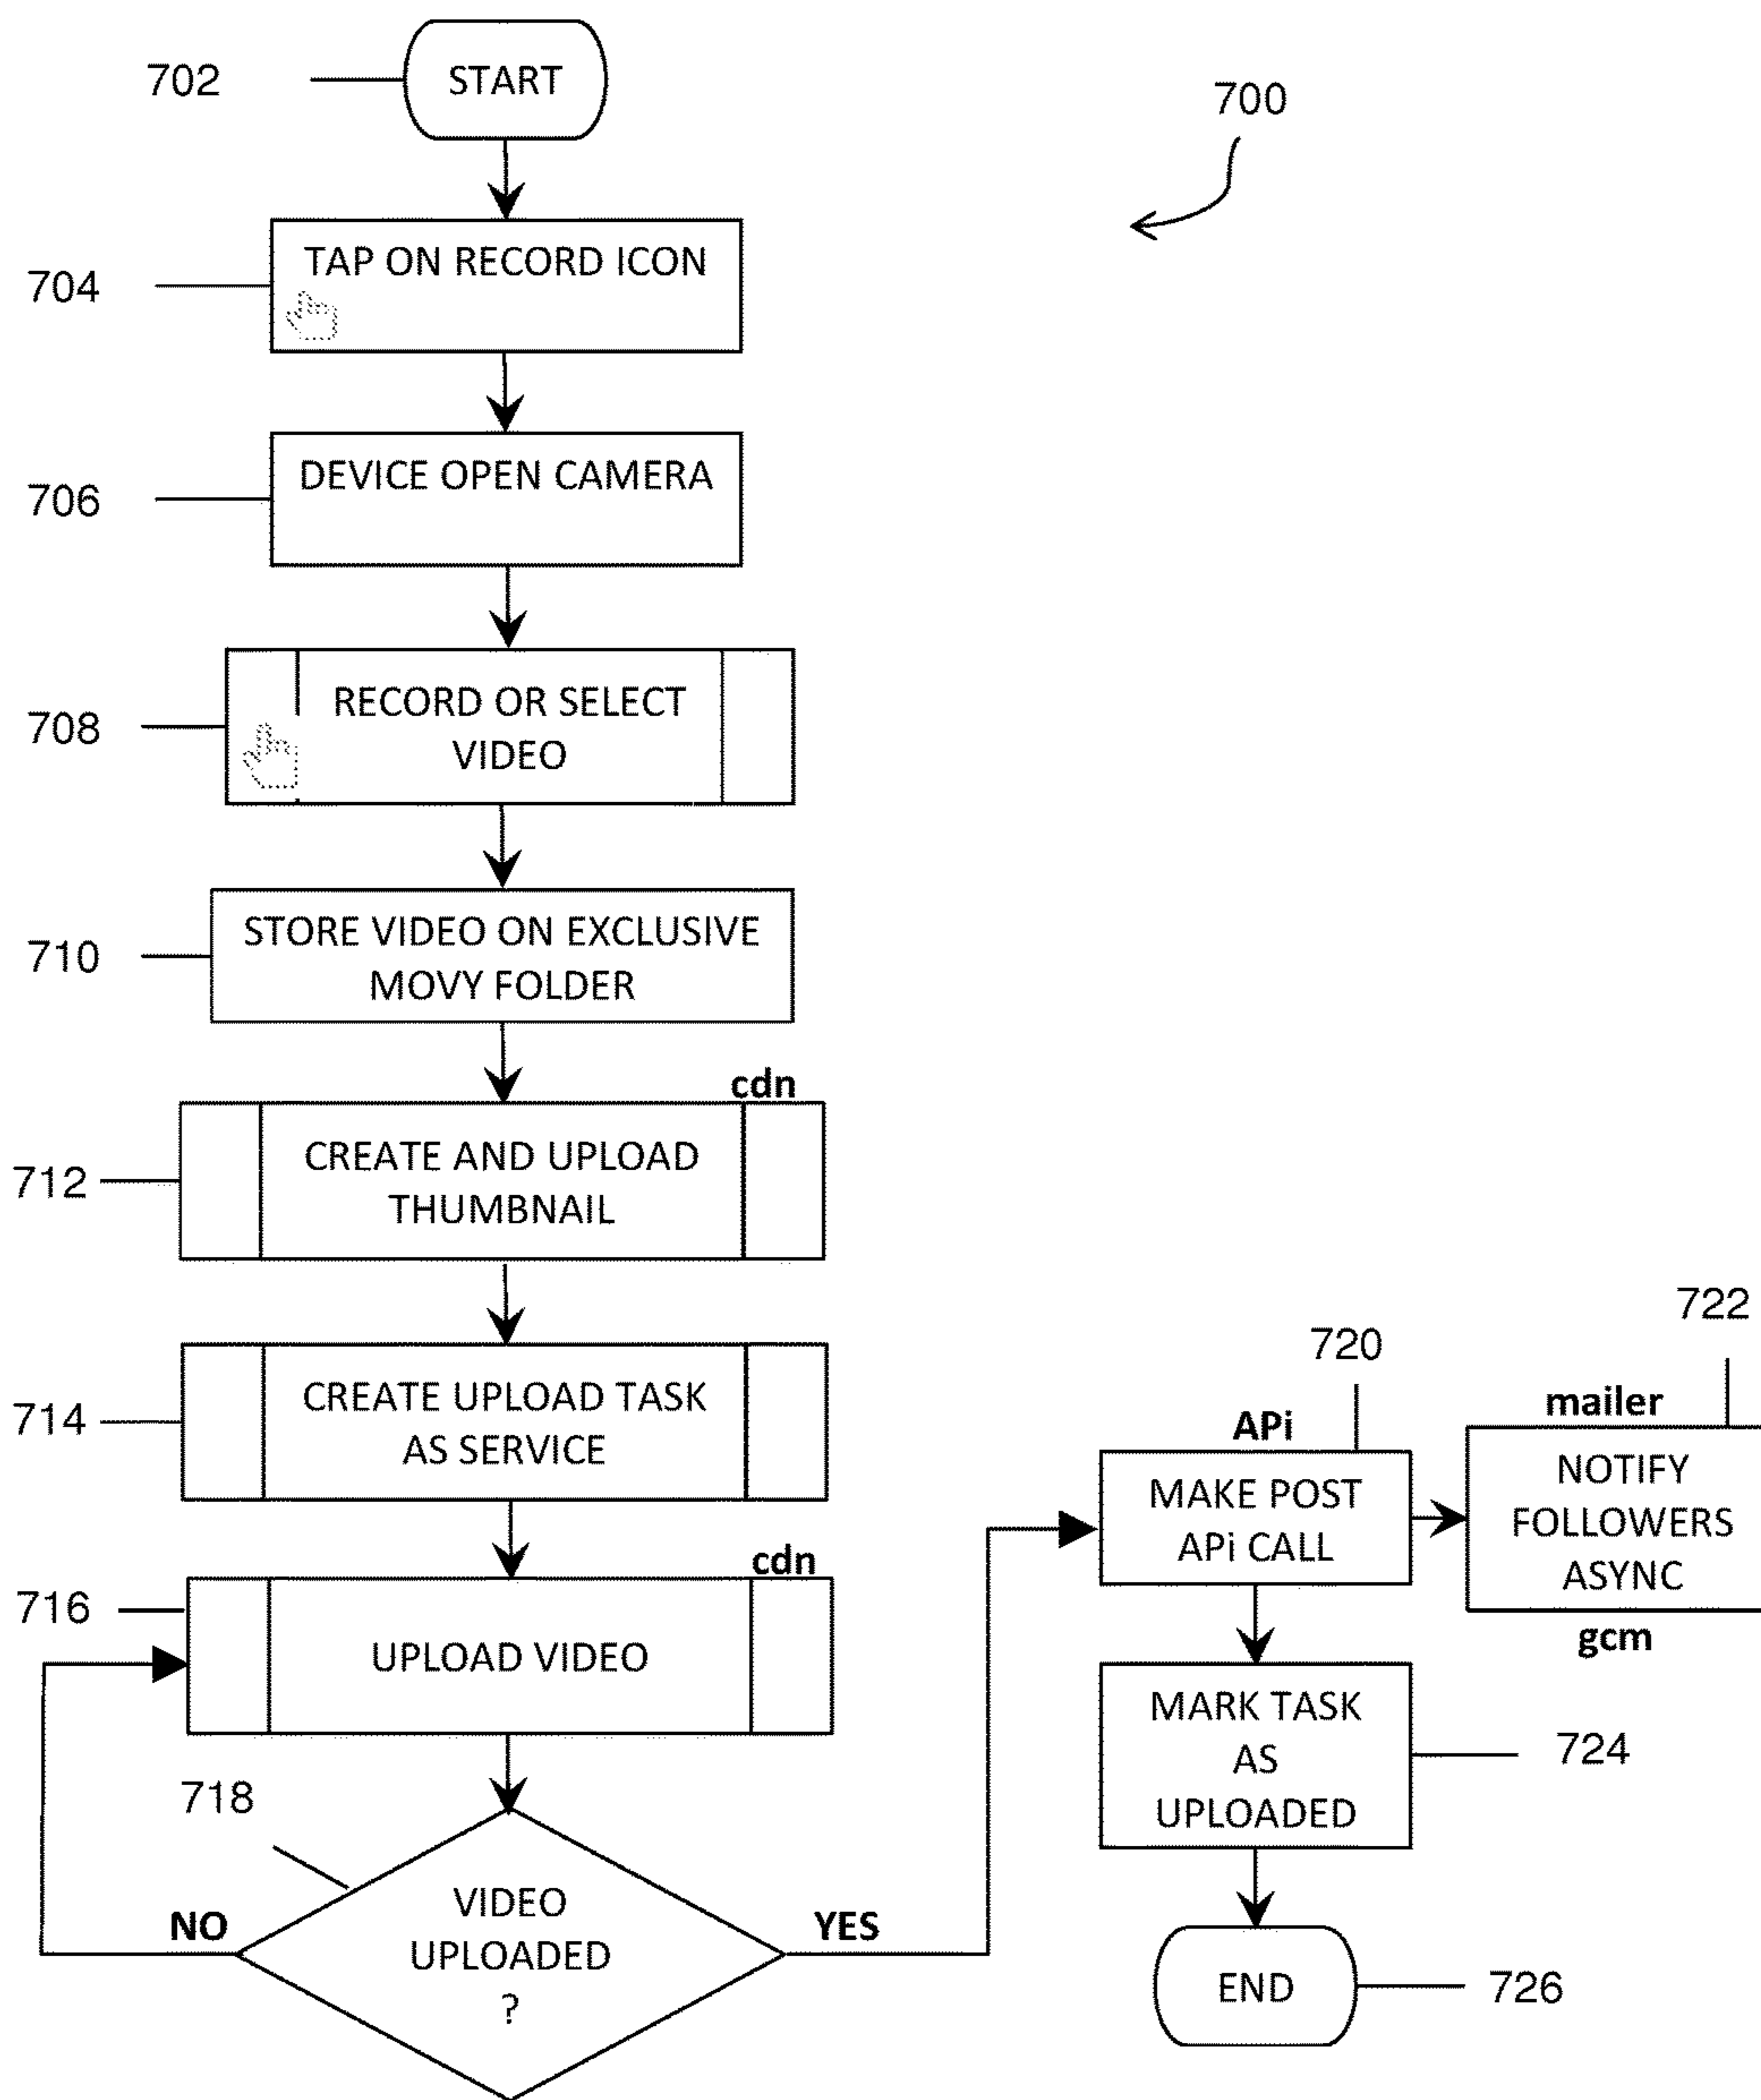 702
START
700
704
TAP ON RECORD ICON
706
DEVICE OPEN CAMERA
708
RECORD OR SELECT
VIDEO
710
STORE VIDEO ON EXCLUSIVE
MOVY FOLDER
cdn
712
CREATE AND UPLOAD
THUMBNAIL
714
CREATE UPLOAD TASK
AS SERVICE
cdn
716
UPLOAD VIDEO
718
VIDEO
UPLOADED
?
NO
YES
720
APi
MAKE POST
APi CALL
722
mailer
NOTIFY
FOLLOWERS
ASYNC
gcm
MARK TASK
AS
UPLOADED
724
END
726